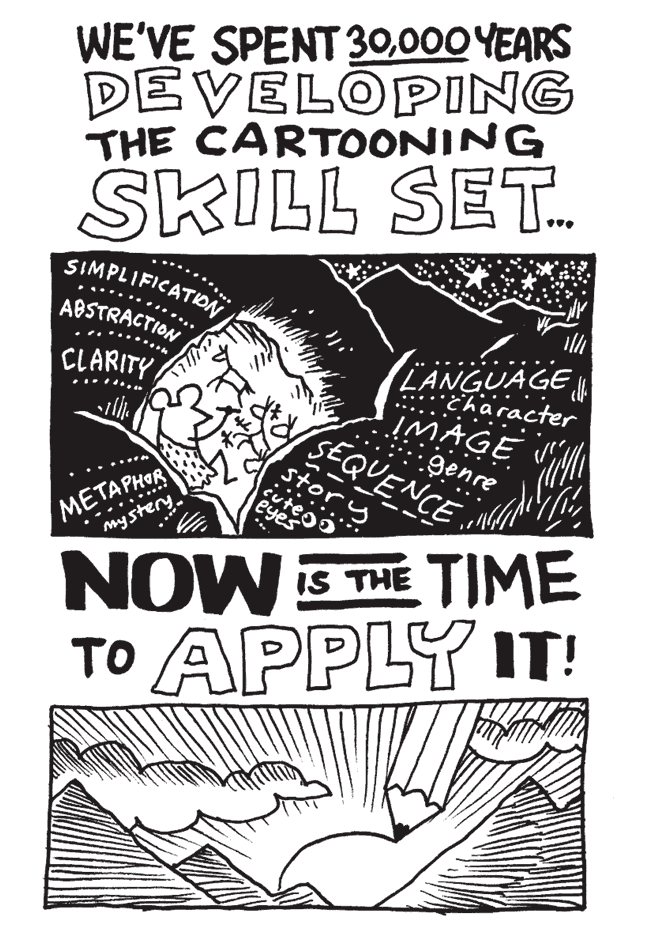 WE'VE SPENT 30,000 YEARS
DEVELOPING
THE CARTOONING
SKILL SET...
SIMPLIFICATION
ABSTRACTION
CLARITY
METAPHOR
mystery
LANGUAGE
character
IMAGE
genre
SEQUENCE
story
cute
eyes
NOW IS THE TIME
TO APPLY IT!